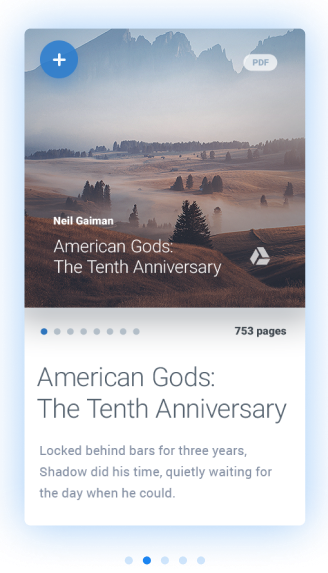 +
PDF
Neil Gaiman
American Gods:
The Tenth Anniversary
753 pages
American Gods:
The Tenth Anniversary
Locked behind bars for three years,
Shadow did his time, quietly waiting for
the day when he could.